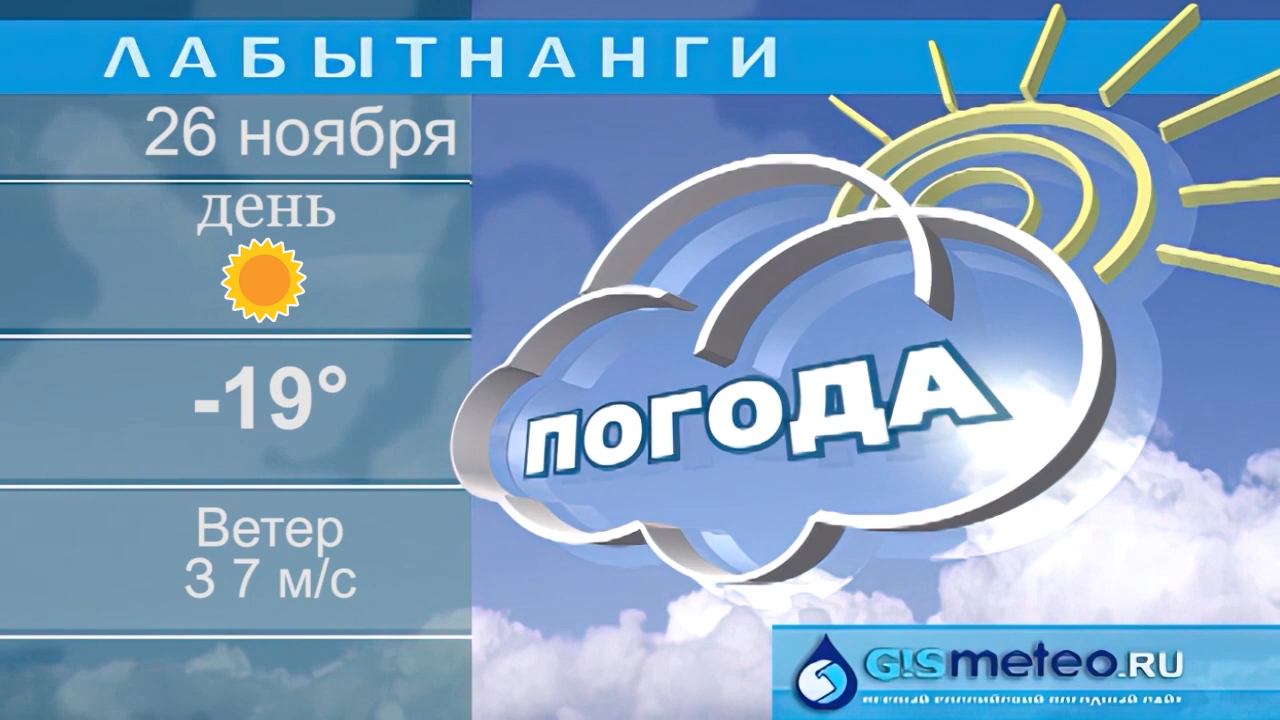 ЛАБЫТНАНГИ
26 ноября
день
-19°
Ветер
З 7 м/с
ПОГОДА
GISmeteo.RU